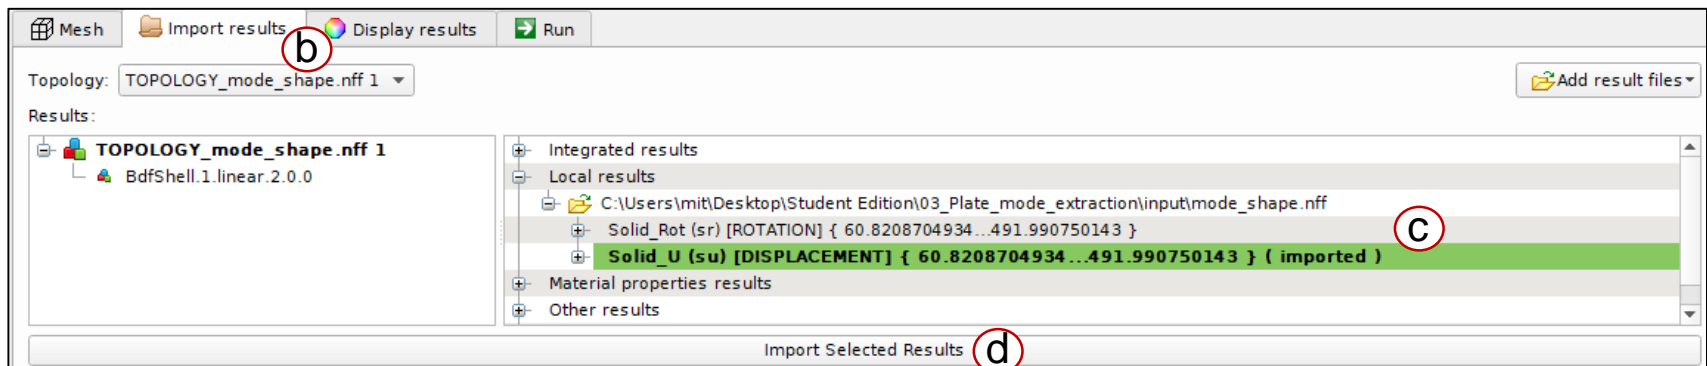 Mesh Import results Display results Run
b
Topology: TOPOLOGY_mode_shape.nff 1 Add result files
Results:
TOPOLOGY_mode_shape.nff 1
BdfShell.1.linear.2.0.0
Integrated results
Local results
C:\Users\mit\Desktop\Student Edition\03_Plate_mode_extraction\input\mode_shape.nff
Solid_Rot (sr) [ROTATION] { 60.8208704934...491.990750143 }
c
Solid_U (su) [DISPLACEMENT] { 60.8208704934...491.990750143 } ( imported )
Material properties results
Other results
Import Selected Results d